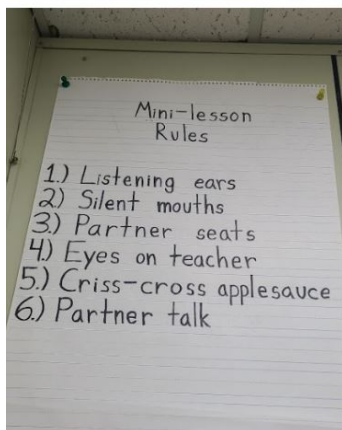 Mini-lesson
Rules
1.) Listening ears
2.) Silent mouths
3.) Partner seats
4.) Eyes on teacher
5.) Criss-cross applesauce
6.) Partner talk